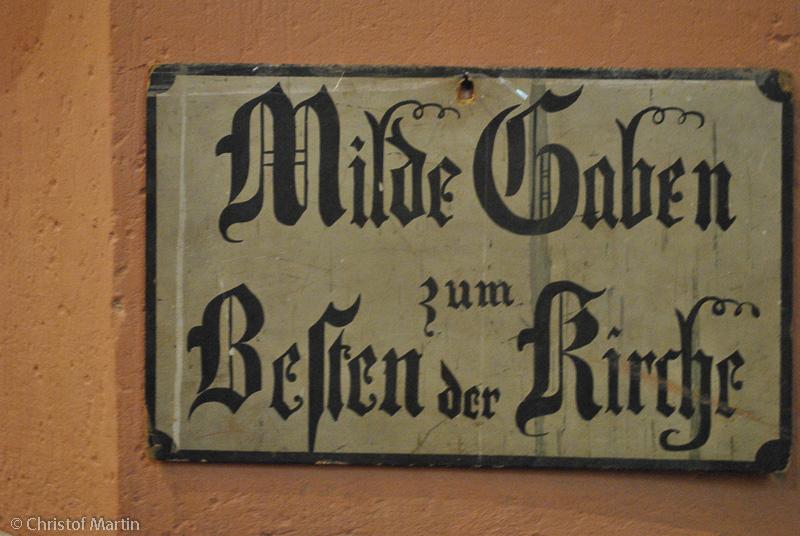 Milde Gaben
zum
Besten der Kirche
© Christof Martin